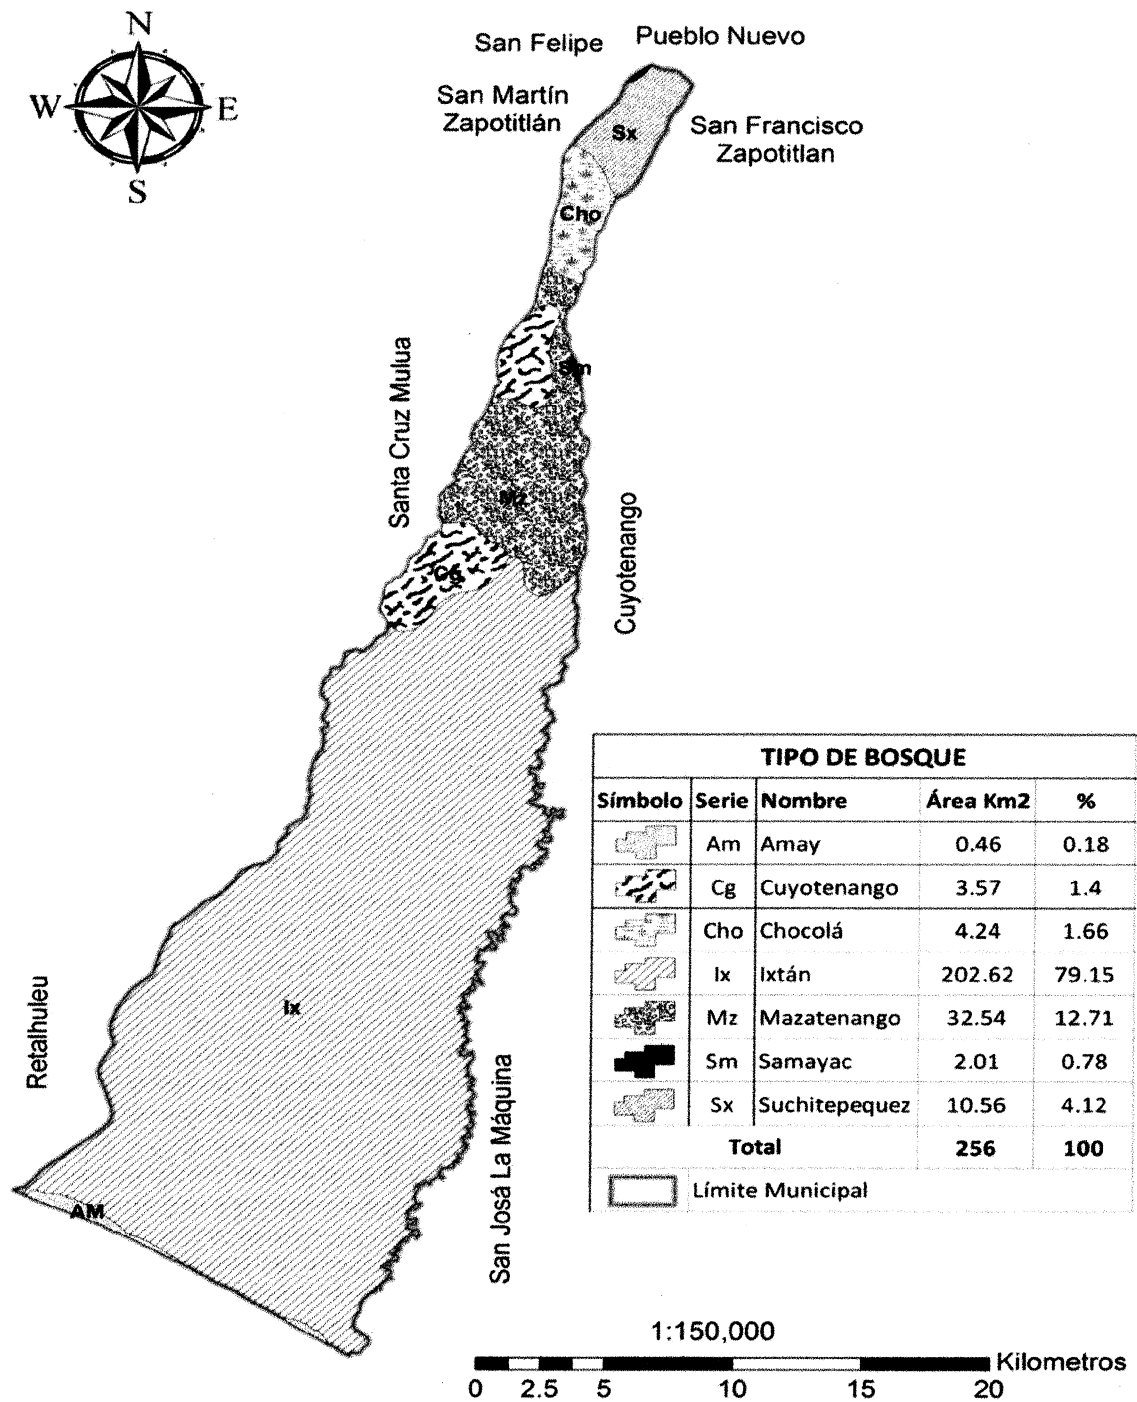 N
W E
S
San Felipe
Pueblo Nuevo
San Martín
Zapotitlán
San Francisco
Zapotitlan
Sx
Cho
Sm
Santa Cruz Mulua
Mz
Cuyotenango
Cg
TIPO DE BOSQUE
Símbolo Serie Nombre Área Km2 %
Am Amay 0.46 0.18
Cg Cuyotenango 3.57 1.4
Cho Chocolá 4.24 1.66
Ix Ixtán 202.62 79.15
Mz Mazatenango 32.54 12.71
Sm Samayac 2.01 0.78
Sx Suchitepequez 10.56 4.12
Total 256 100
Límite Municipal
Ix
Retalhuleu
San Josá La Máquina
AM
1:150,000
Kilometros
0 2.5 5 10 15 20